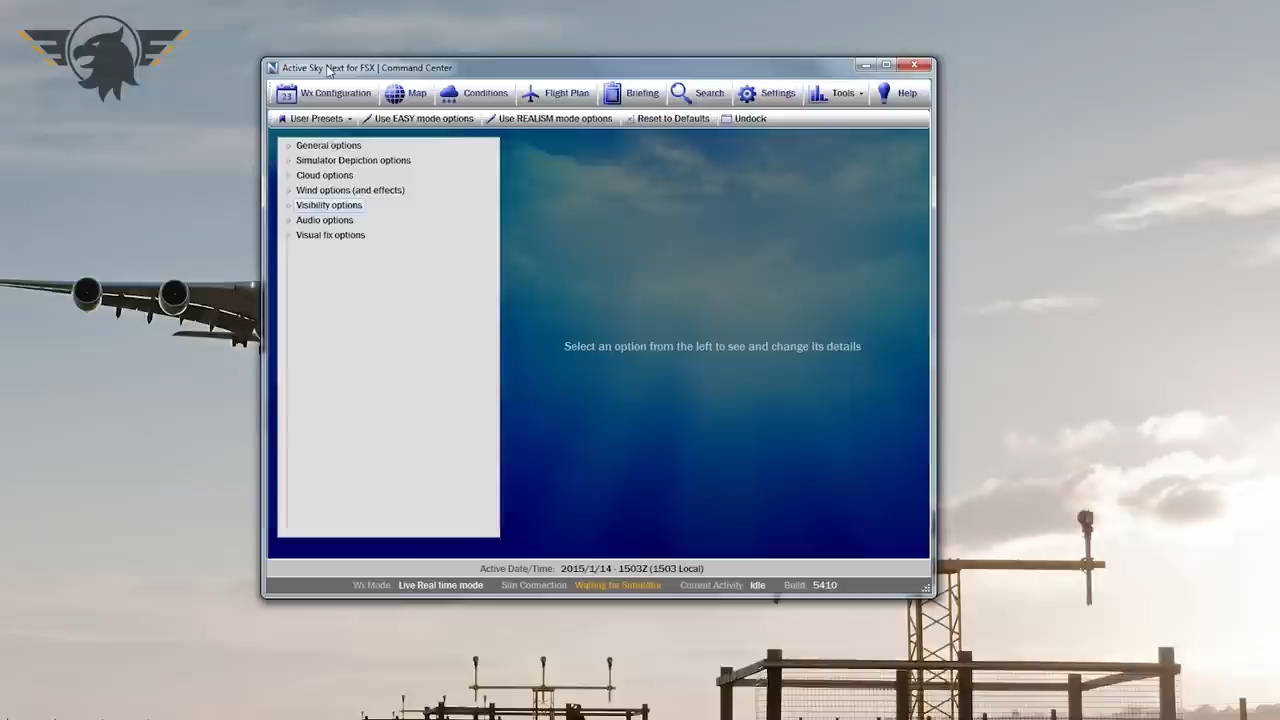 Active Sky Next for FSX | Command Center
23
Wx Configuration Map Conditions Flight Plan Briefing Search Settings Tools Help
User Presets Use EASY mode options Use REALISM mode options Reset to Defaults Undock
General options
Simulator Depiction options
Cloud options
Wind options (and effects)
Visibility options
Audio options
Visual fix options
Select an option from the left to see and change its details
Active Date/Time: 2015/1/14 - 1503Z (1503 Local)
Wx Mode Live Real time mode Sim Connection Waiting for Simulator Current Activity Idle Build 5410